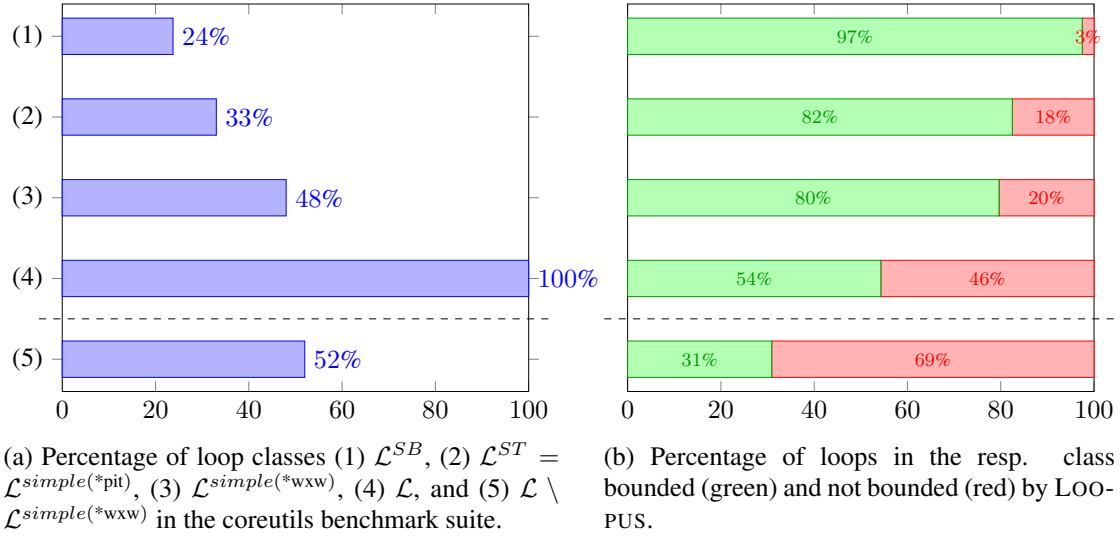 (1)
24%
(2)
33%
(3)
48%
(4)
100%
(5)
52%
0 20 40 60 80 100
97% 3%
82% 18%
80% 20%
54% 46%
31% 69%
0 20 40 60 80 100
(a) Percentage of loop classes (1) ℒ^{SB}, (2) ℒ^{ST} =
ℒ^{simple(*pit)}, (3) ℒ^{simple(*wxw)}, (4) ℒ, and (5) ℒ \
ℒ^{simple(*wxw)} in the coreutils benchmark suite.
(b) Percentage of loops in the resp. class
bounded (green) and not bounded (red) by LOO-
PUS.